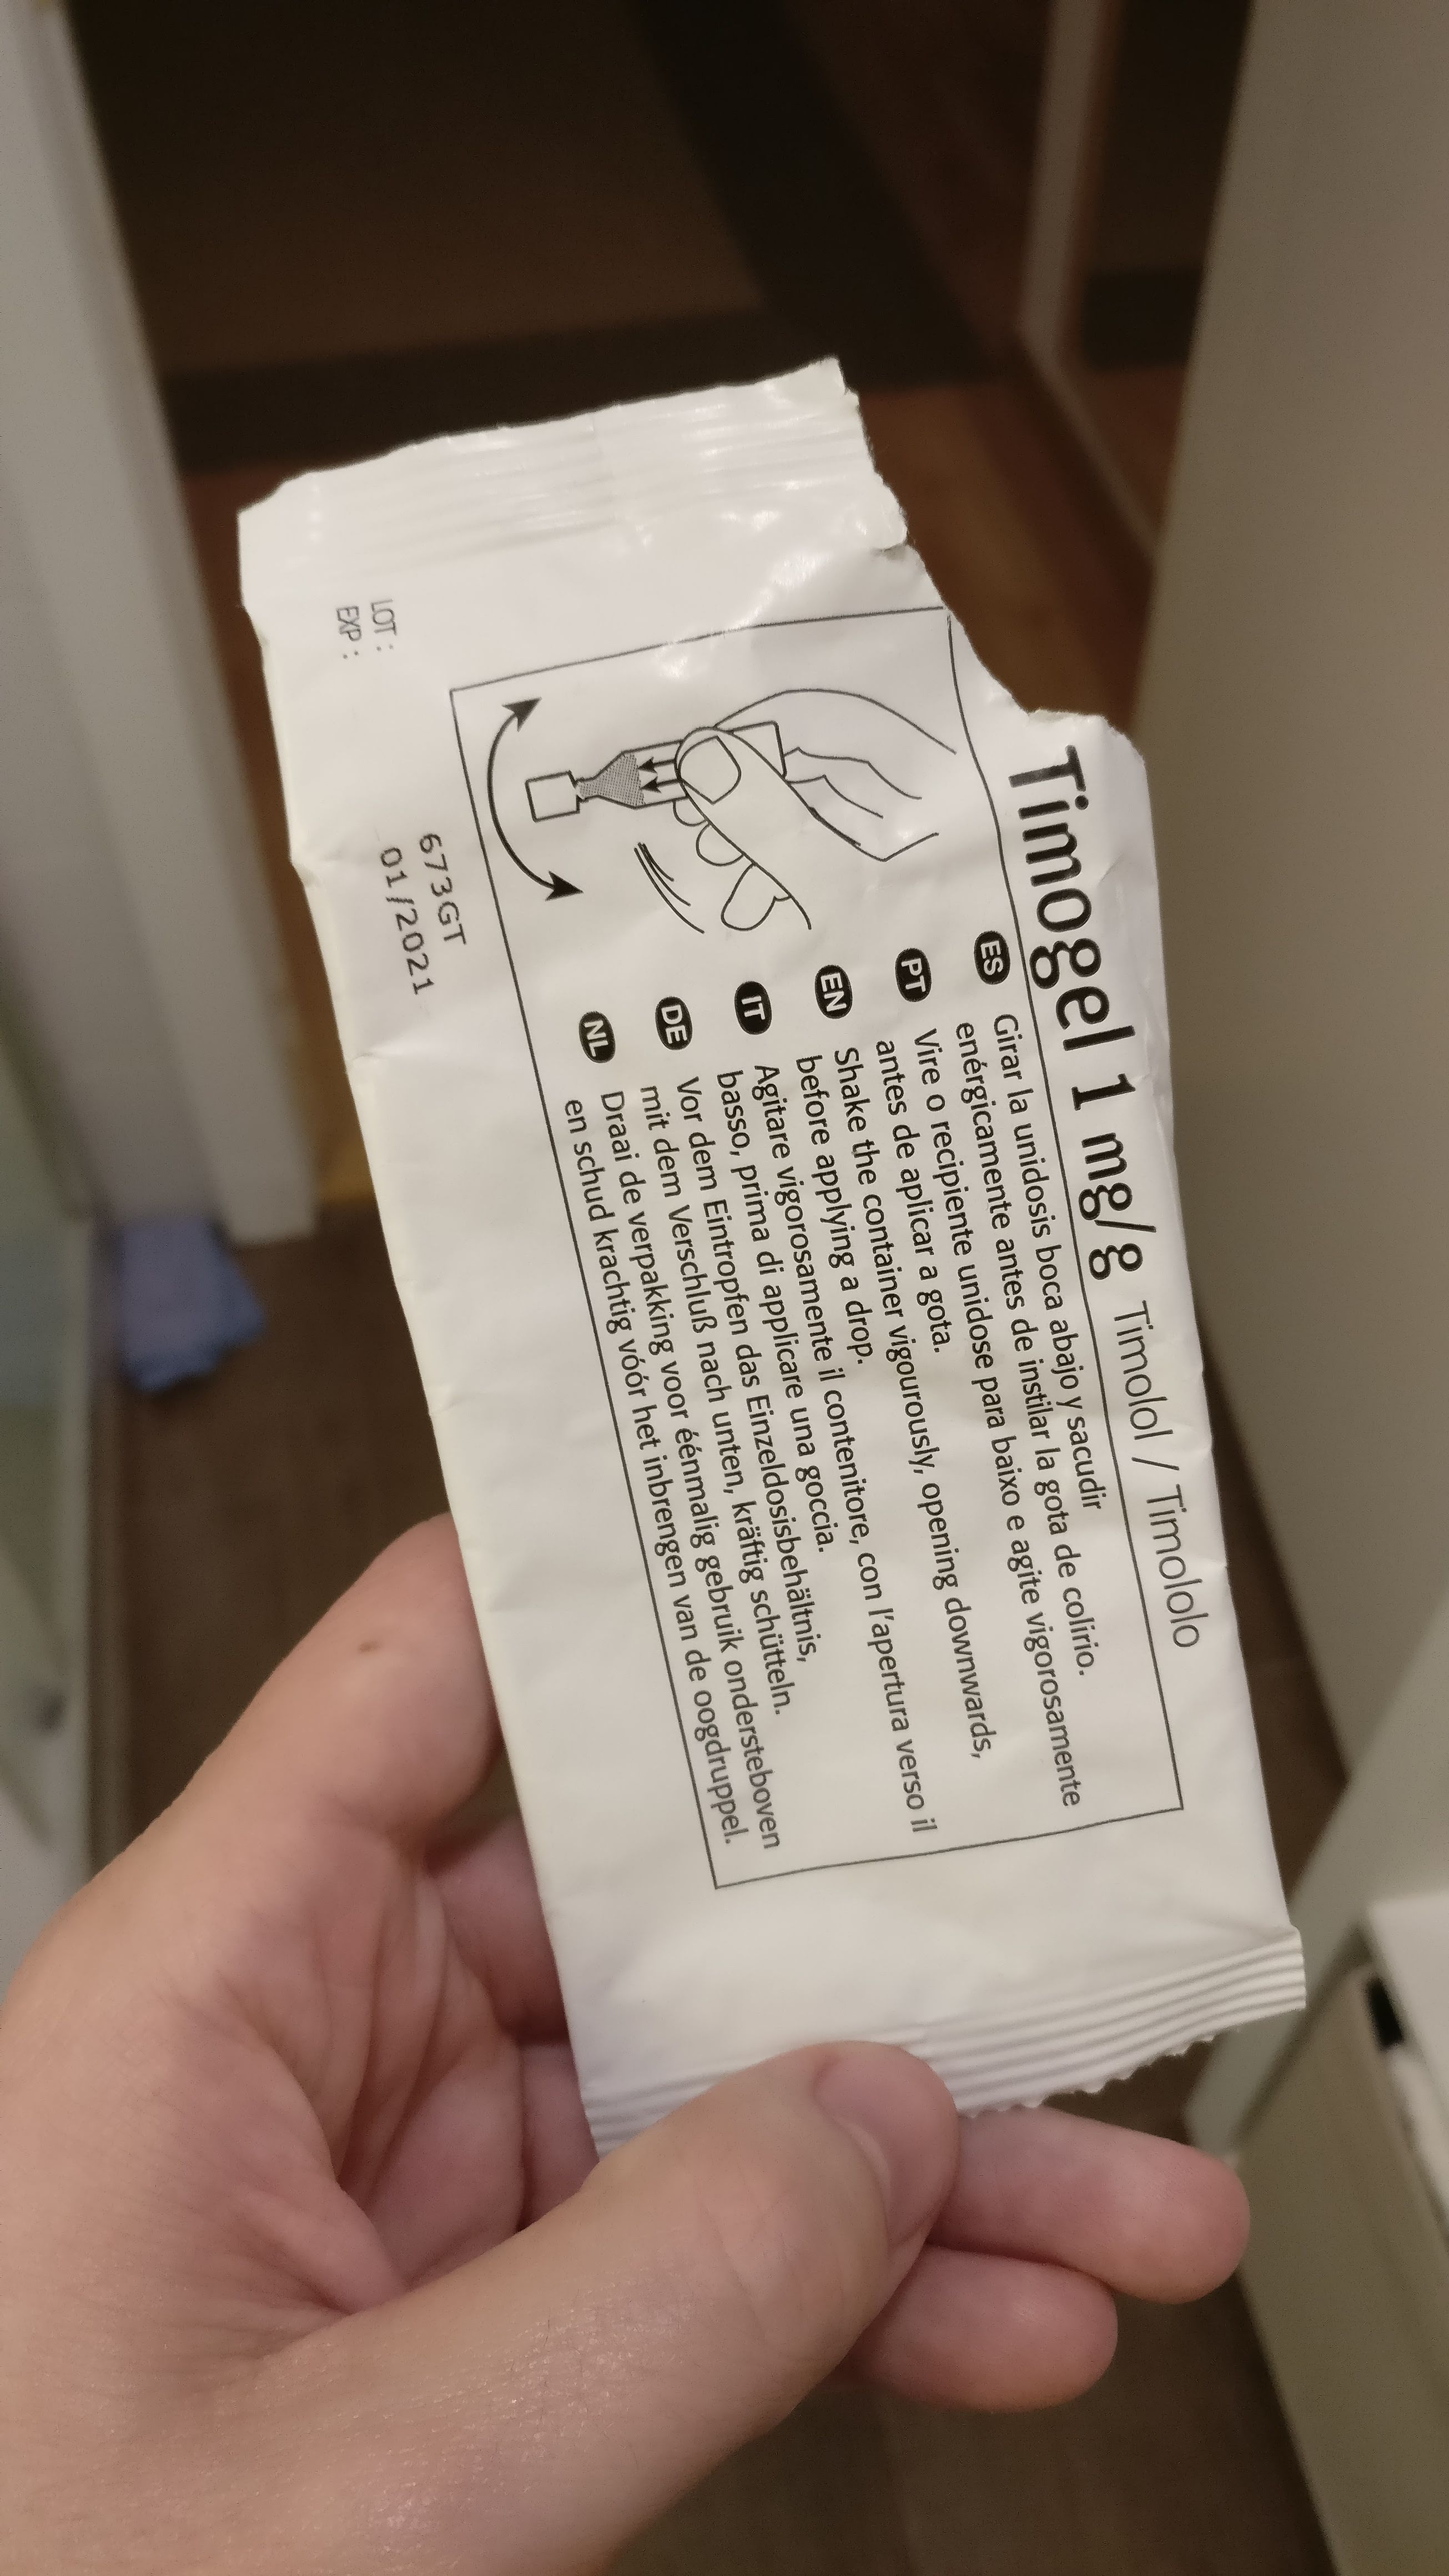 Timogel 1 mg/g Timolol / Timololo
ES Girar la unidosis boca abajo y sacudir
enérgicamente antes de instilar la gota de colirio.
PT Vire o recipiente unidose para baixo e agite vigorosamente
antes de aplicar a gota.
EN Shake the container vigourously, opening downwards,
before applying a drop.
IT Agitare vigorosamente il contenitore, con l'apertura verso il
basso, prima di applicare una goccia.
DE Vor dem Eintropfen das Einzeldosisbehältnis,
mit dem Verschluß nach unten, kräftig schütteln.
NL Draai de verpakking voor éénmalig gebruik ondersteboven
en schud krachtig vóór het inbrengen van de oogdruppel.
LOT : 673GT
EXP : 01/2021